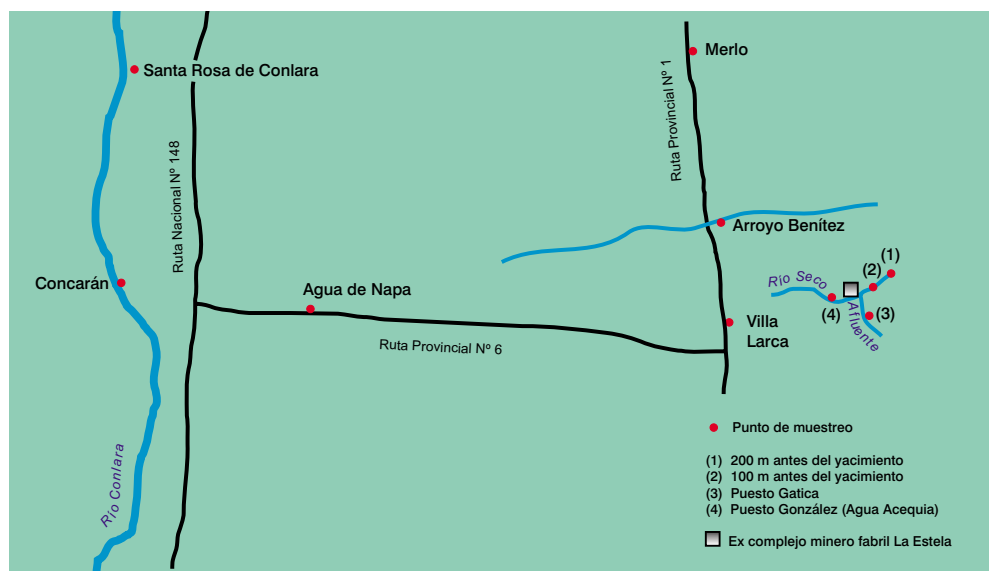 Merlo
Santa Rosa de Conlara
Ruta Provincial Nº 1
Ruta Nacional Nº 148
Arroyo Benítez
(1)
(2)
Río Seco
Concarán
Agua de Napa
(4)
(3)
Afluente
Villa
Larca
Ruta Provincial Nº 6
Río Conlara
Punto de muestreo
(1) 200 m antes del yacimiento
(2) 100 m antes del yacimiento
(3) Puesto Gatica
(4) Puesto González (Agua Acequia)
Ex complejo minero fabril La Estela